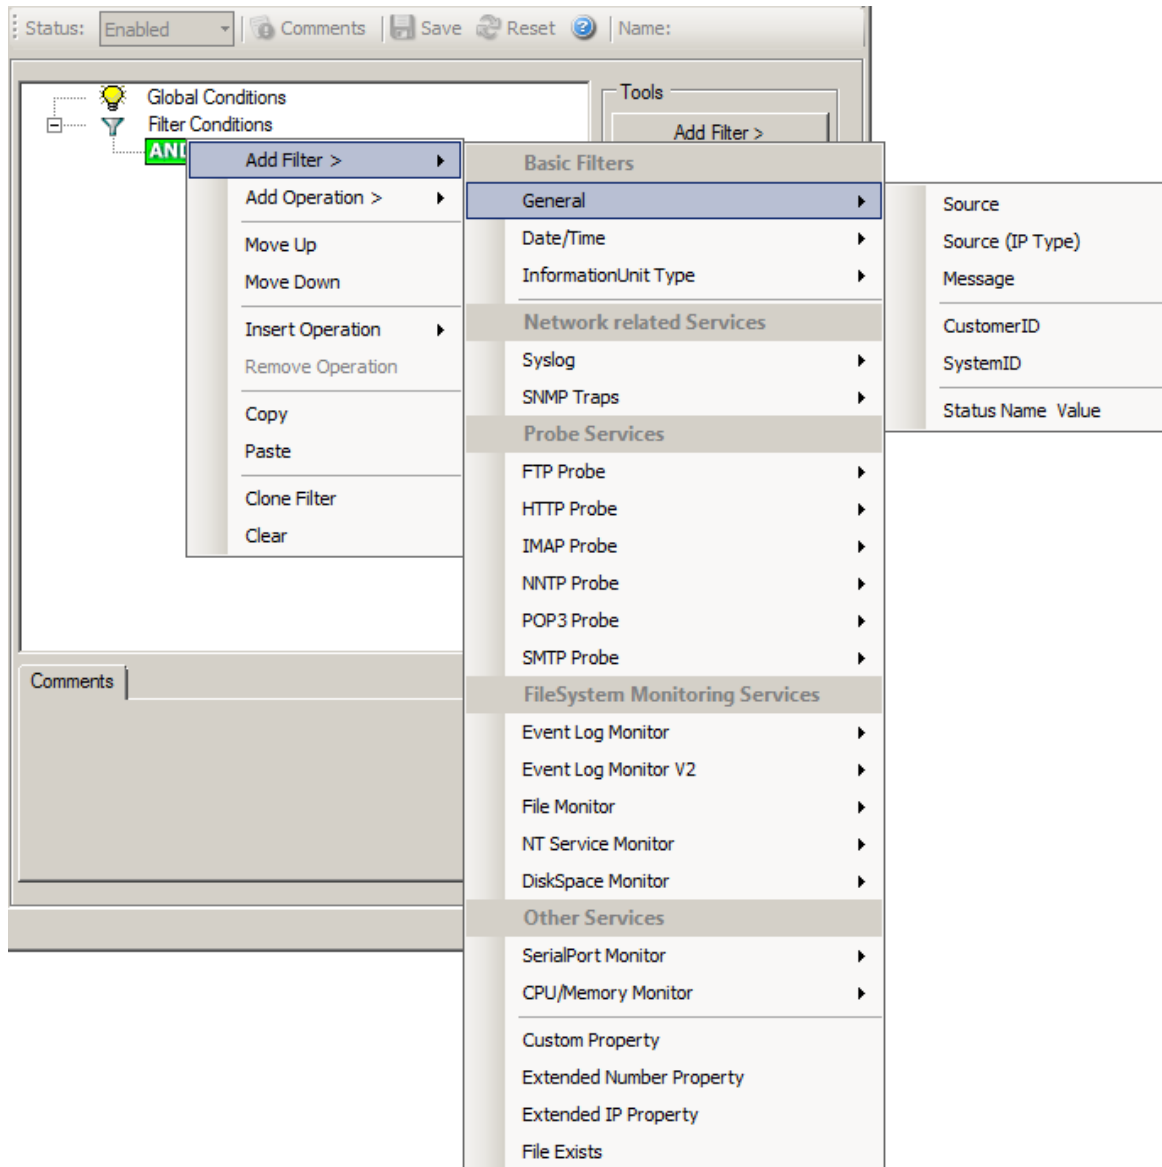 Status: Enabled Comments Save Reset Name:
Global Conditions
Filter Conditions
AND
Tools
Add Filter >
Add Filter >
Add Operation >
Move Up
Move Down
Insert Operation
Remove Operation
Copy
Paste
Clone Filter
Clear
Basic Filters
General
Date/Time
InformationUnit Type
Network related Services
Syslog
SNMP Traps
Probe Services
FTP Probe
HTTP Probe
IMAP Probe
NNTP Probe
POP3 Probe
SMTP Probe
FileSystem Monitoring Services
Event Log Monitor
Event Log Monitor V2
File Monitor
NT Service Monitor
DiskSpace Monitor
Other Services
SerialPort Monitor
CPU/Memory Monitor
Custom Property
Extended Number Property
Extended IP Property
File Exists
Source
Source (IP Type)
Message
CustomerID
SystemID
Status Name Value
Comments